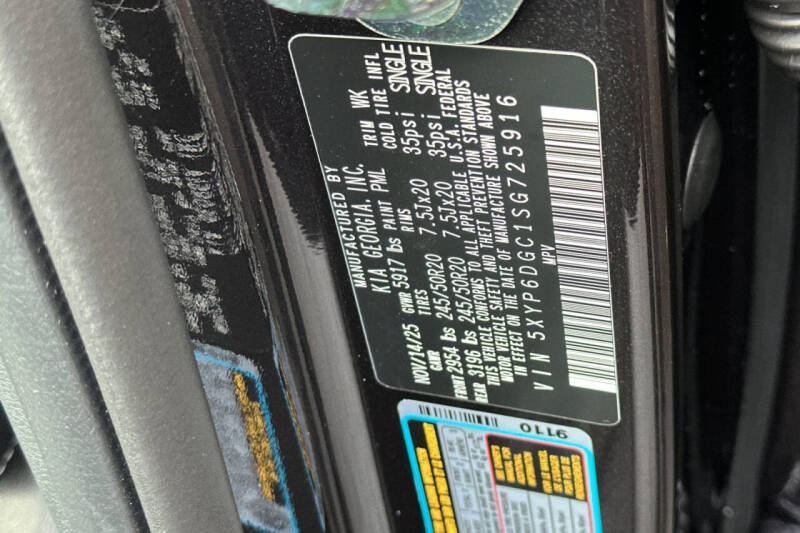 MANUFACTURED BY
KIA GEORGIA, INC.
NOV/14/25 GVWR 5917 lbs PAINT PML TRIM WK
GAWR TIRES RIMS COLD TIRE INFL
FRONT 2954 lbs 245/50R20 7.5JX20 35psi SINGLE
REAR 3196 lbs 245/50R20 7.5JX20 35psi SINGLE
THIS VEHICLE CONFORMS TO ALL APPLICABLE U.S.A. FEDERAL
MOTOR VEHICLE SAFETY AND THEFT PREVENTION STANDARDS
IN EFFECT ON THE DATE OF MANUFACTURE SHOWN ABOVE
VIN 5XYP6DGC1SG725916
MPV
9110